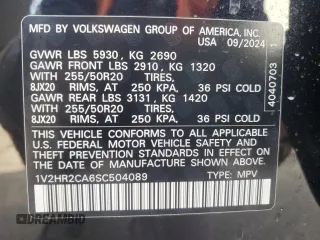 MFD BY VOLKSWAGEN GROUP OF AMERICA, INC.
USA 09/2024
GVWR LBS 5930 , KG 2690
GAWR FRONT LBS 2910 , KG 1320
WITH 255/50R20 TIRES,
8JX20 RIMS, AT 250 KPA, 36 PSI COLD
GAWR REAR LBS 3131, KG 1420
WITH 255/50R20 TIRES,
8JX20 RIMS, AT 250 KPA, 36 PSI COLD
THIS VEHICLE CONFORMS TO ALL APPLICABLE
U.S. FEDERAL MOTOR VEHICLE SAFETY
STANDARDS IN EFFECT ON THE DATE OF
DATE OF MANUFACTURE SHOWN ABOVE.
1V2HR2CA6SC504089 TYPE: MPV
4040703 1
DREAMBID